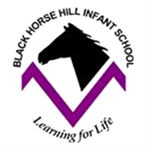 BLACK HORSE HILL INFANT SCHOOL
Learning for Life